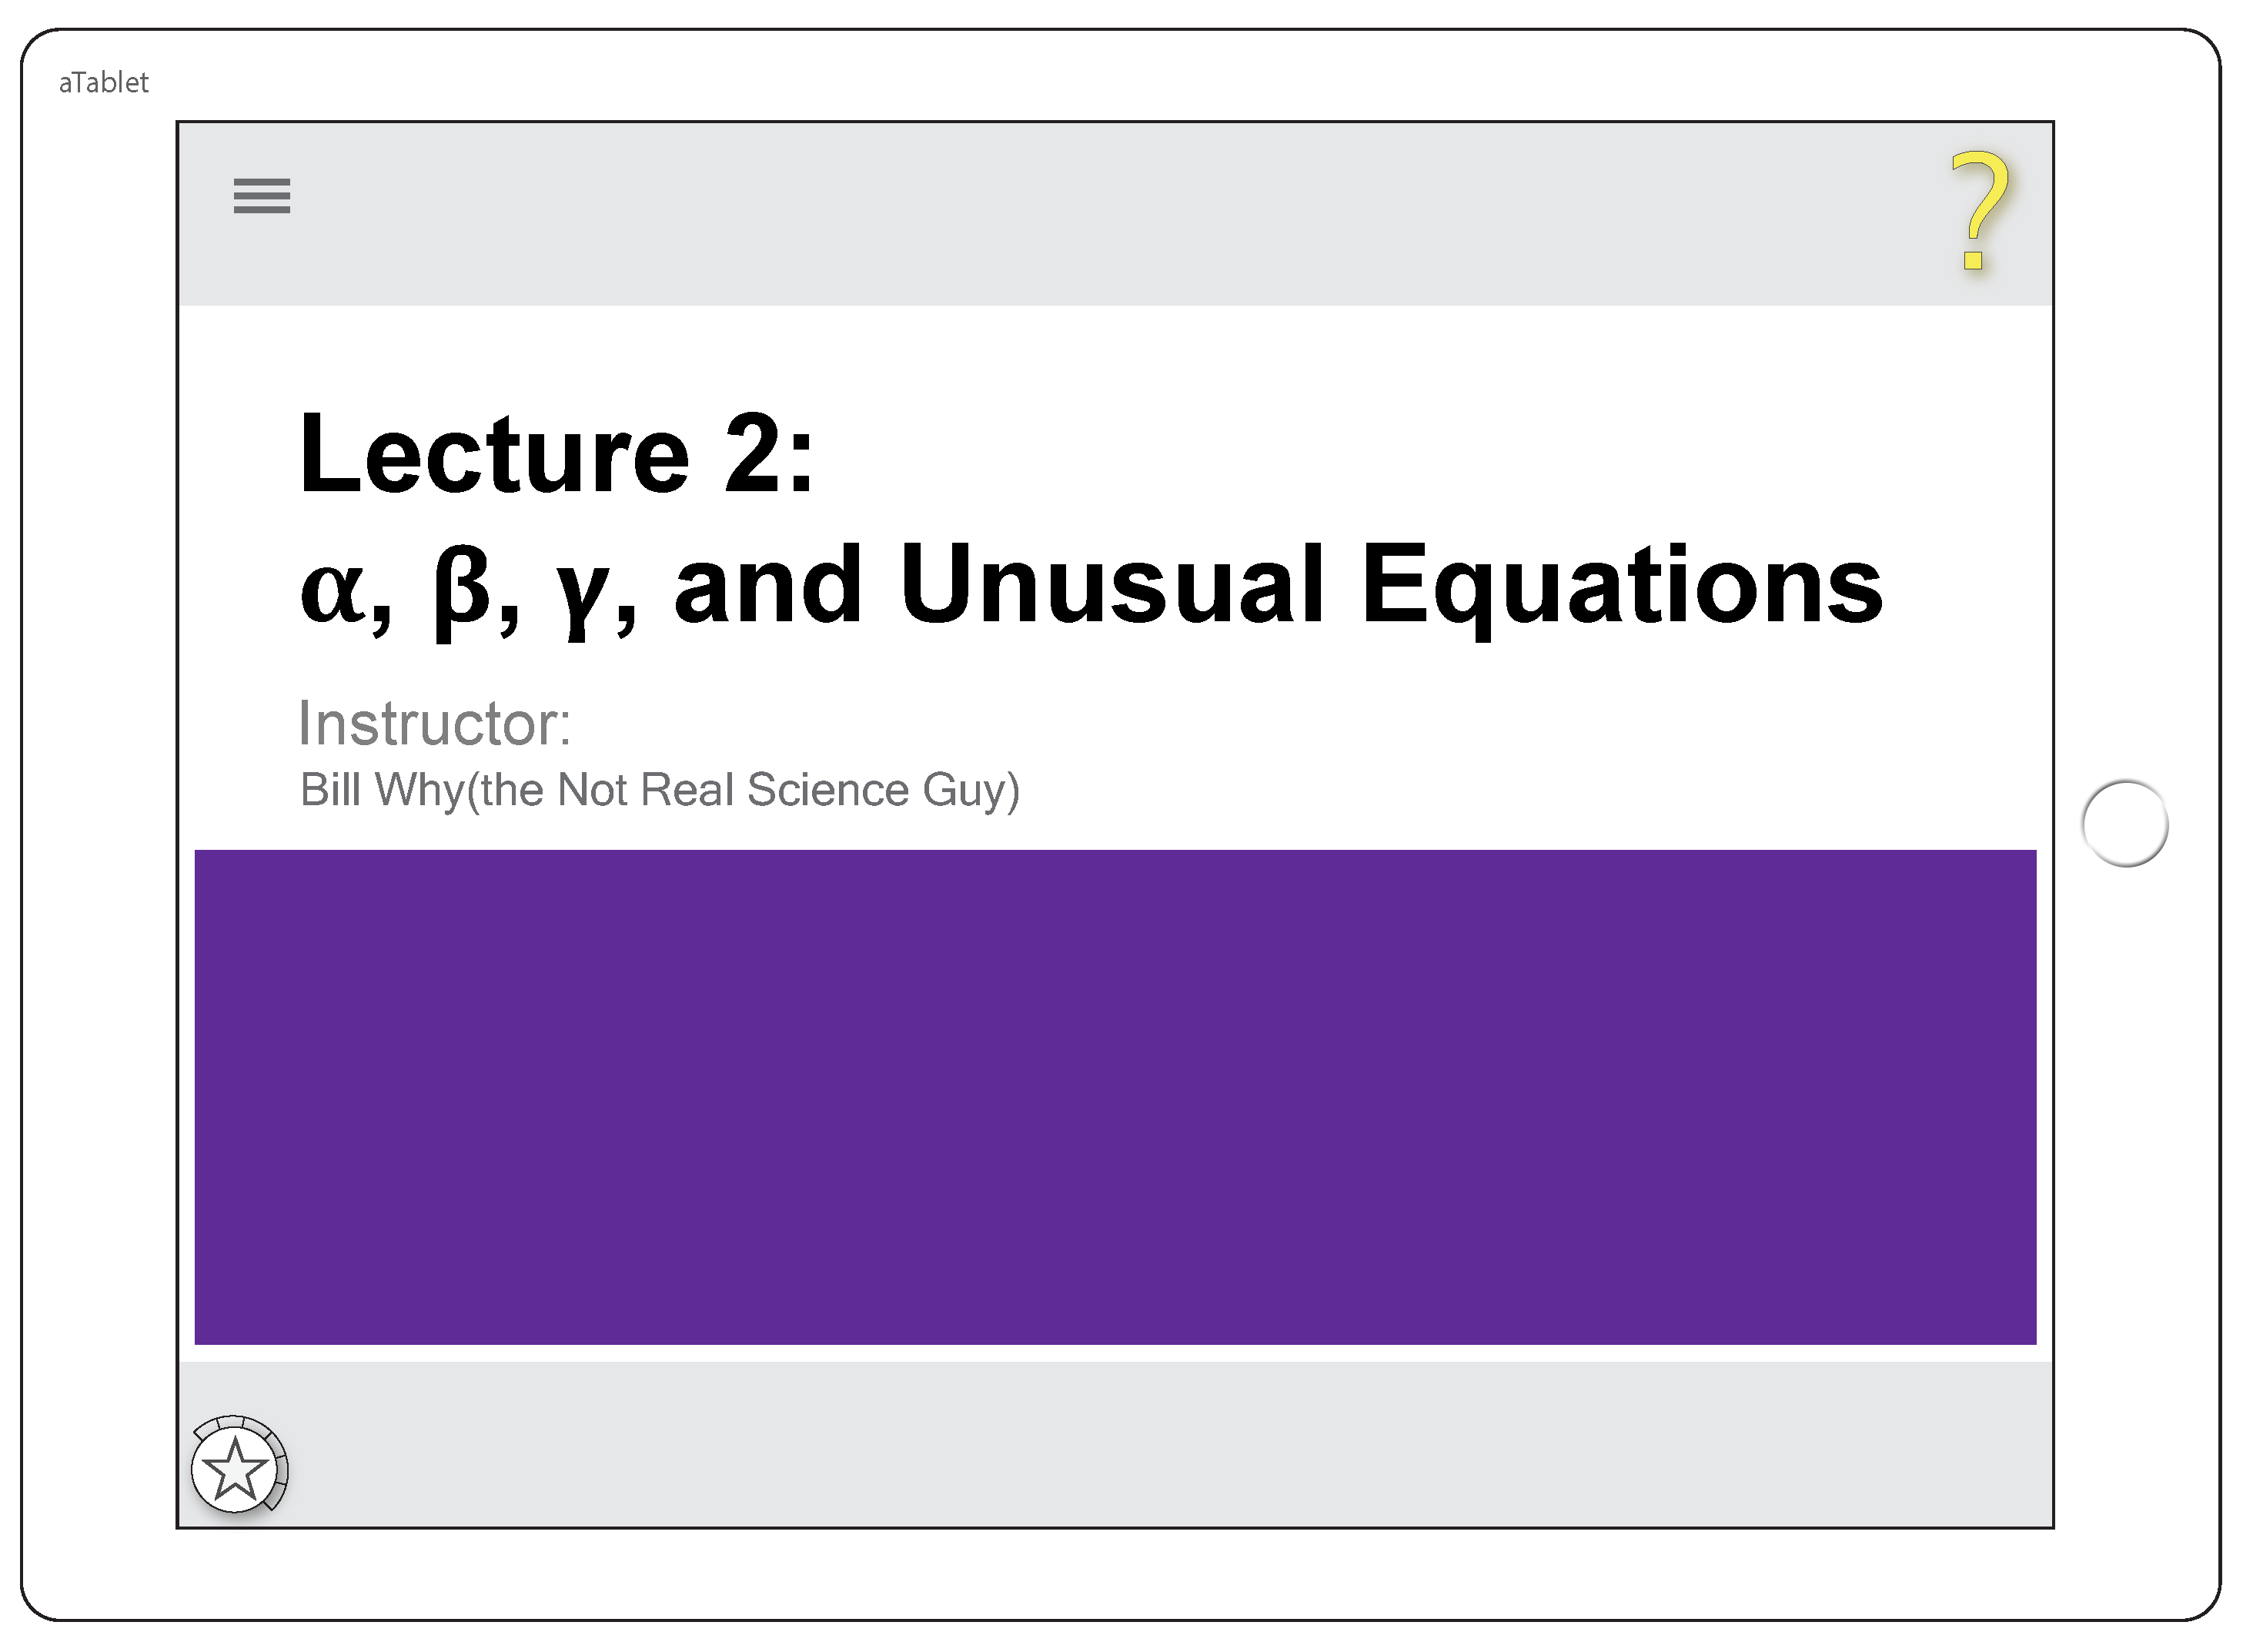 aTablet
?
Lecture 2:
α, β, γ, and Unusual Equations
Instructor:
Bill Why(the Not Real Science Guy)